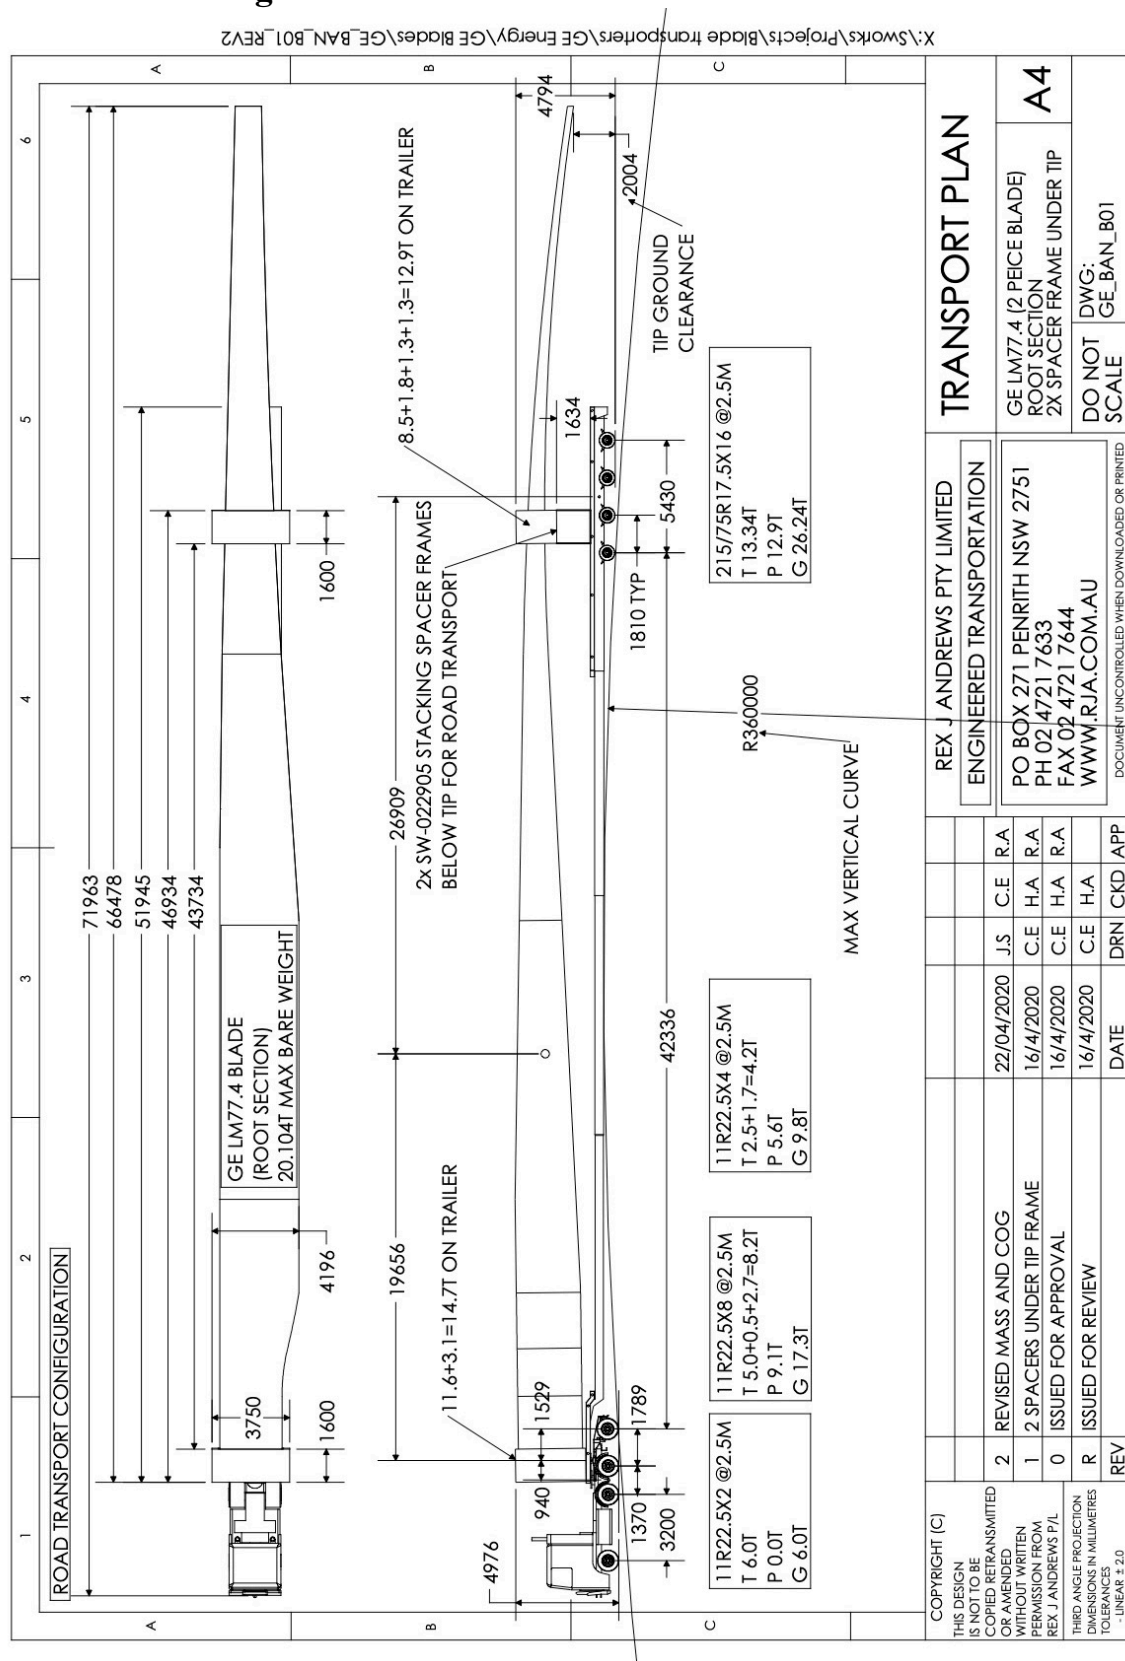 g
X:\Sworks\Projects\Blade transporters\GE Energy\GE Blades\GE_BAN_B01_REV2
1
2
3
4
5
6
A
B
C
A
B
C
ROAD TRANSPORT CONFIGURATION
71963
66478
51945
46934
43734
GE LM77.4 BLADE
(ROOT SECTION)
20.104T MAX BARE WEIGHT
3750
1600
4196
1600
19656
26909
11.6+3.1=14.7T ON TRAILER
2x SW-022905 STACKING SPACER FRAMES
BELOW TIP FOR ROAD TRANSPORT
8.5+1.8+1.3+1.3=12.9T ON TRAILER
4976
940
1529
1634
4794
1370
3200
1789
42336
1810 TYP
5430
TIP GROUND
CLEARANCE
2004
11R22.5X2 @2.5M
T 6.0T
P 0.0T
G 6.0T
11R22.5X8 @2.5M
T 5.0+0.5+2.7=8.2T
P 9.1T
G 17.3T
11R22.5X4 @2.5M
T 2.5+1.7=4.2T
P 5.6T
G 9.8T
215/75R17.5X16 @2.5M
T 13.34T
P 12.9T
G 26.24T
MAX VERTICAL CURVE
R360000
COPYRIGHT (C)
THIS DESIGN
IS NOT TO BE
COPIED RETRANSMITTED
OR AMENDED
WITHOUT WRITTEN
PERMISSION FROM
REX J ANDREWS P/L
THIRD ANGLE PROJECTION
DIMENSIONS IN MILLIMETRES
TOLERANCES
- LINEAR ± 2.0
2 REVISED MASS AND COG 22/04/2020 J.S C.E R.A
1 2 SPACERS UNDER TIP FRAME 16/4/2020 C.E H.A R.A
0 ISSUED FOR APPROVAL 16/4/2020 C.E H.A R.A
R ISSUED FOR REVIEW 16/4/2020 C.E H.A
REV DATE DRN CKD APP
REX J ANDREWS PTY LIMITED
ENGINEERED TRANSPORTATION
PO BOX 271 PENRITH NSW 2751
PH 02 4721 7633
FAX 02 4721 7644
WWW.RJA.COM.AU
DOCUMENT UNCONTROLLED WHEN DOWNLOADED OR PRINTED
TRANSPORT PLAN
GE LM77.4 (2 PEICE BLADE)
ROOT SECTION
2X SPACER FRAME UNDER TIP
A4
DO NOT
SCALE
DWG:
GE_BAN_B01